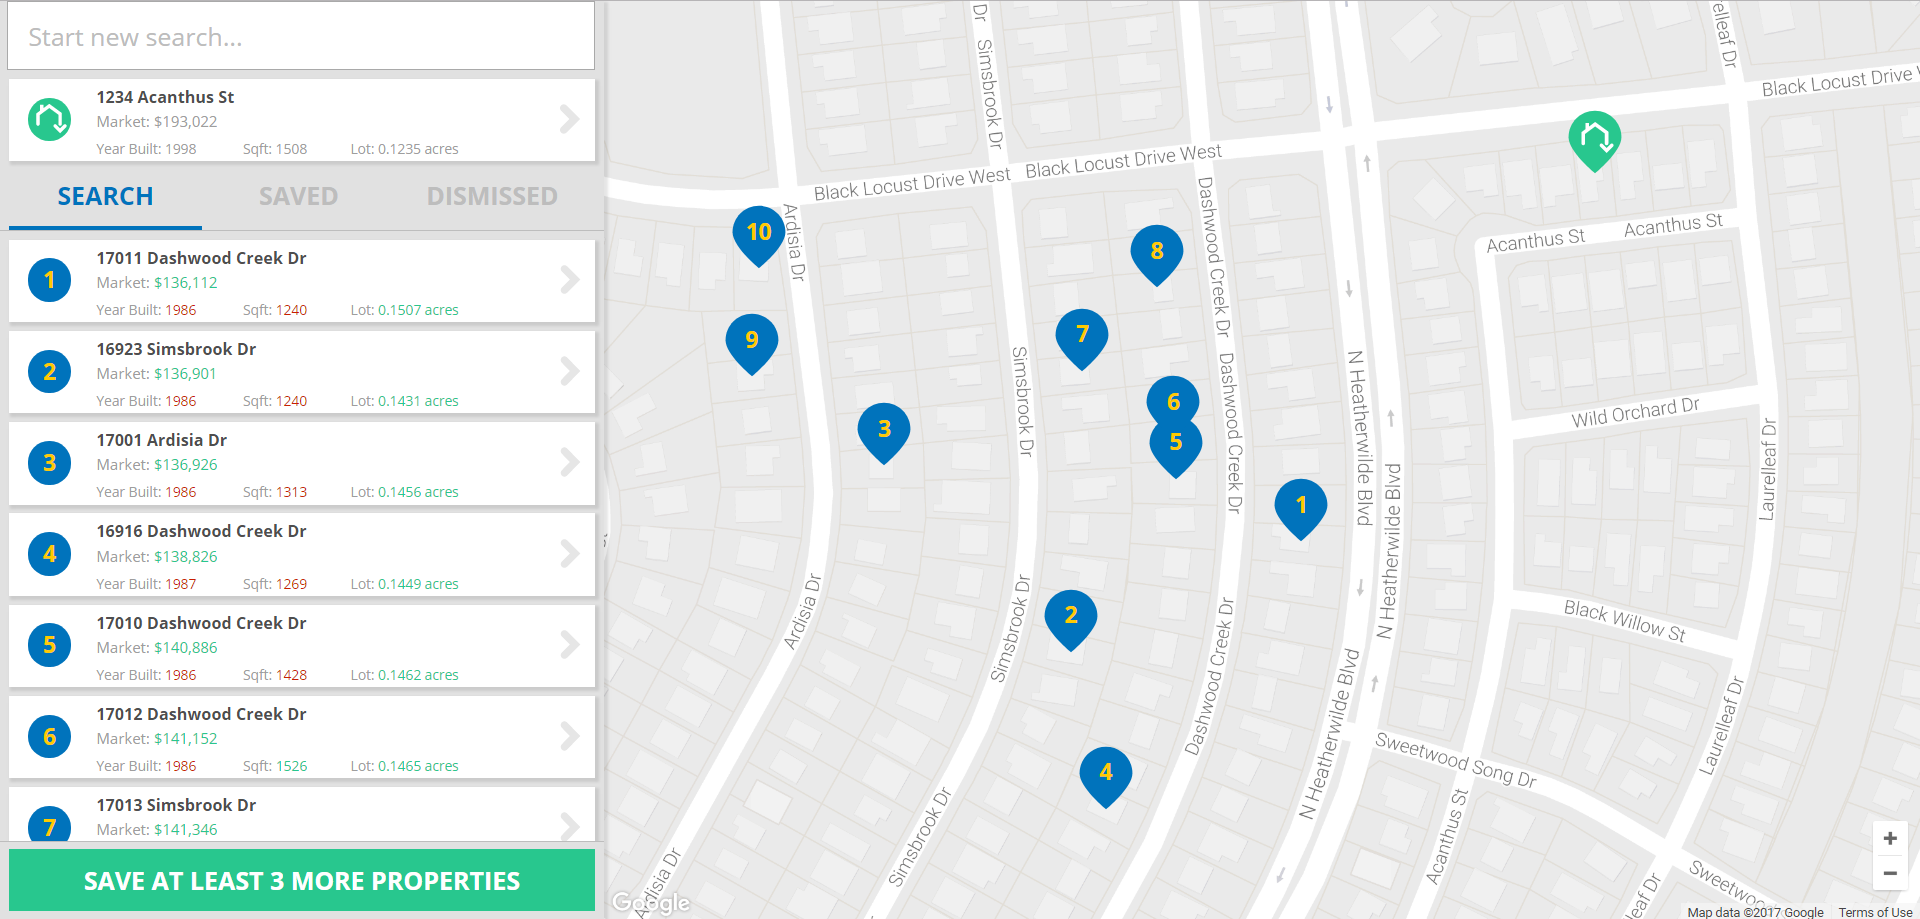 Start new search...
1234 Acanthus St
Market: $193,022
Year Built: 1998 Sqft: 1508 Lot: 0.1235 acres
SEARCH SAVED DISMISSED
1
17011 Dashwood Creek Dr
Market: $136,112
Year Built: 1986 Sqft: 1240 Lot: 0.1507 acres
2
16923 Simsbrook Dr
Market: $136,901
Year Built: 1986 Sqft: 1240 Lot: 0.1431 acres
3
17001 Ardisia Dr
Market: $136,926
Year Built: 1986 Sqft: 1313 Lot: 0.1456 acres
4
16916 Dashwood Creek Dr
Market: $138,826
Year Built: 1987 Sqft: 1269 Lot: 0.1449 acres
5
17010 Dashwood Creek Dr
Market: $140,886
Year Built: 1986 Sqft: 1428 Lot: 0.1462 acres
6
17012 Dashwood Creek Dr
Market: $141,152
Year Built: 1986 Sqft: 1526 Lot: 0.1465 acres
7
17013 Simsbrook Dr
Market: $141,346
SAVE AT LEAST 3 MORE PROPERTIES
Dr
Simsbrook Dr
elleaf Dr
Black Locust Drive W
Black Locust Drive West
Black Locust Drive West
Ardisia Dr
Dashwood Creek Dr
Acanthus St
Acanthus St
10
8
9
7
6
5
3
1
2
4
Simsbrook Dr
Dashwood Creek Dr
N Heatherwilde Blvd
N Heatherwilde Blvd
Wild Orchard Dr
Laurelleaf Dr
Ardisia Dr
Simsbrook Dr
Dashwood Creek Dr
Black Willow St
N Heatherwilde Blvd
Laurelleaf Dr
Sweetwood Song Dr
Simsbrook Dr
Acanthus St
Ardisia Dr
Sweetwoo
leaf Dr
+
−
Google
Map data ©2017 Google Terms of Use